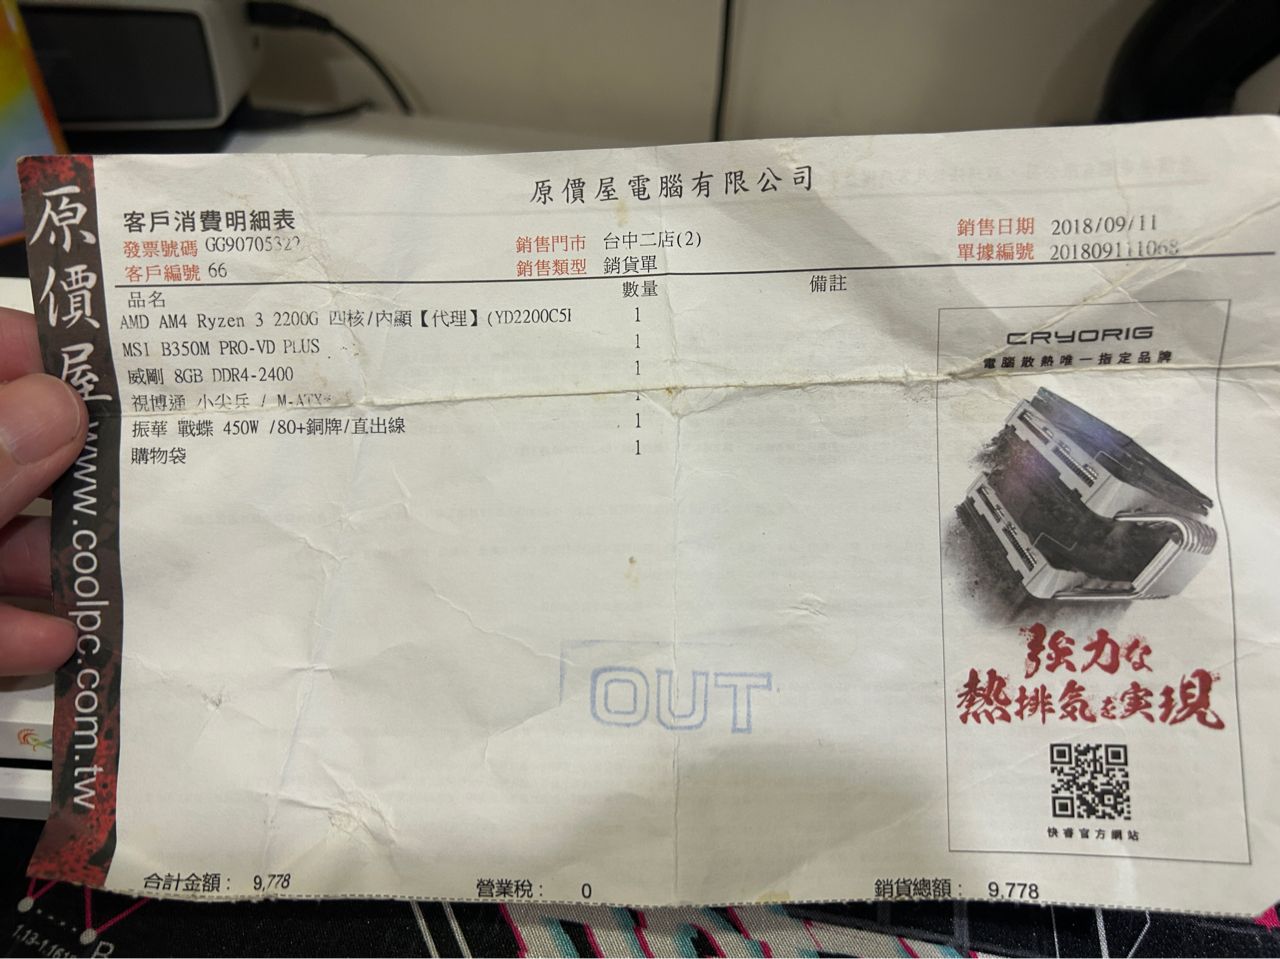 原價屋電腦有限公司
客戶消費明細表
發票號碼 GG90705322
銷售門市 台中二店(2)
銷售日期 2018/09/11
客戶編號 66
銷售類型 銷貨單
單據編號 201809111068
品名 數量 備註
AMD AM4 Ryzen 3 2200G 四核/內顯【代理】(YD2200C5I 1
MSI B350M PRO-VD PLUS 1
威剛 8GB DDR4-2400 1
視博通 小尖兵 / M-ATX 1
振華 戰蝶 450W /80+銅牌/直出線 1
購物袋 1
OUT
合計金額: 9,778
營業稅: 0
銷貨總額: 9,778
原價屋 www.coolpc.com.tw
CRYORIG
電腦散熱唯一指定品牌
強力な
熱排気を実現
快睿官方網站
1.13-1.161
B